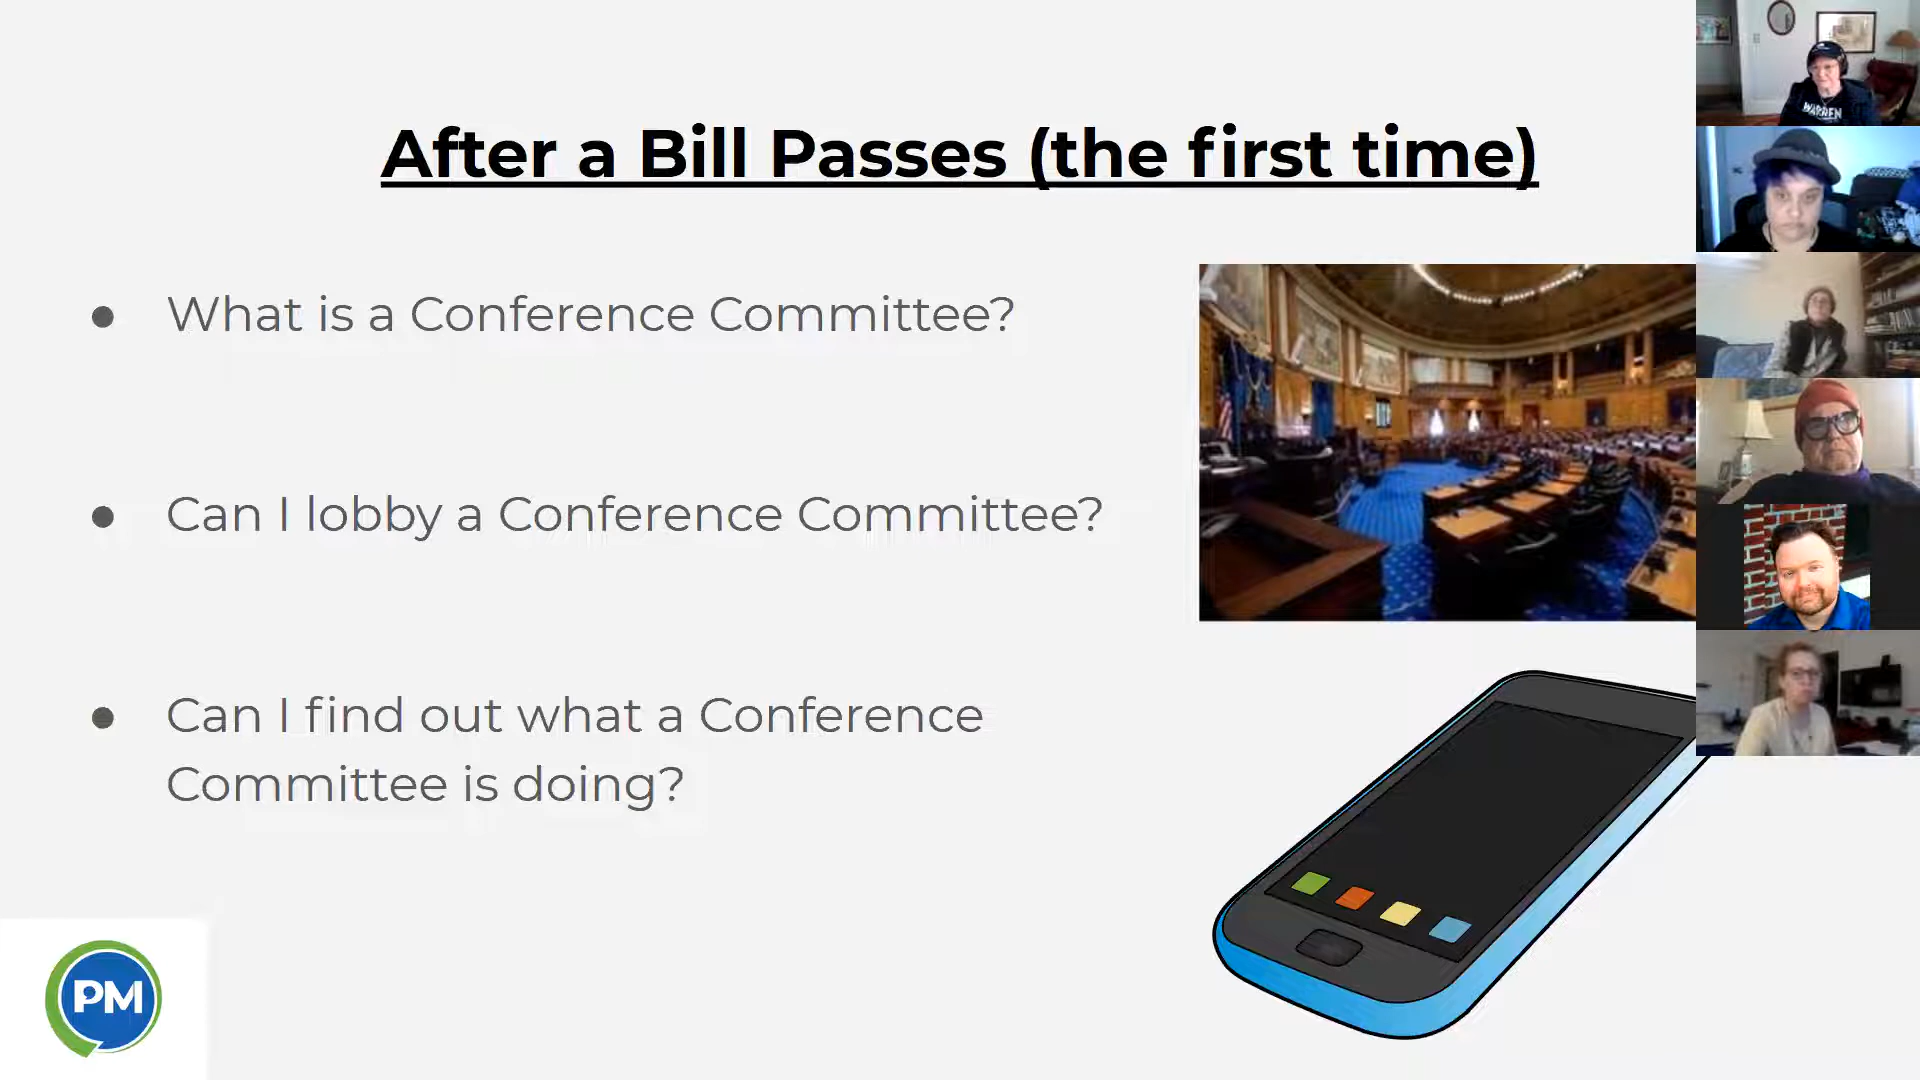 After a Bill Passes (the first time)
● What is a Conference Committee?
● Can I lobby a Conference Committee?
● Can I find out what a Conference
Committee is doing?
PM
WARREN